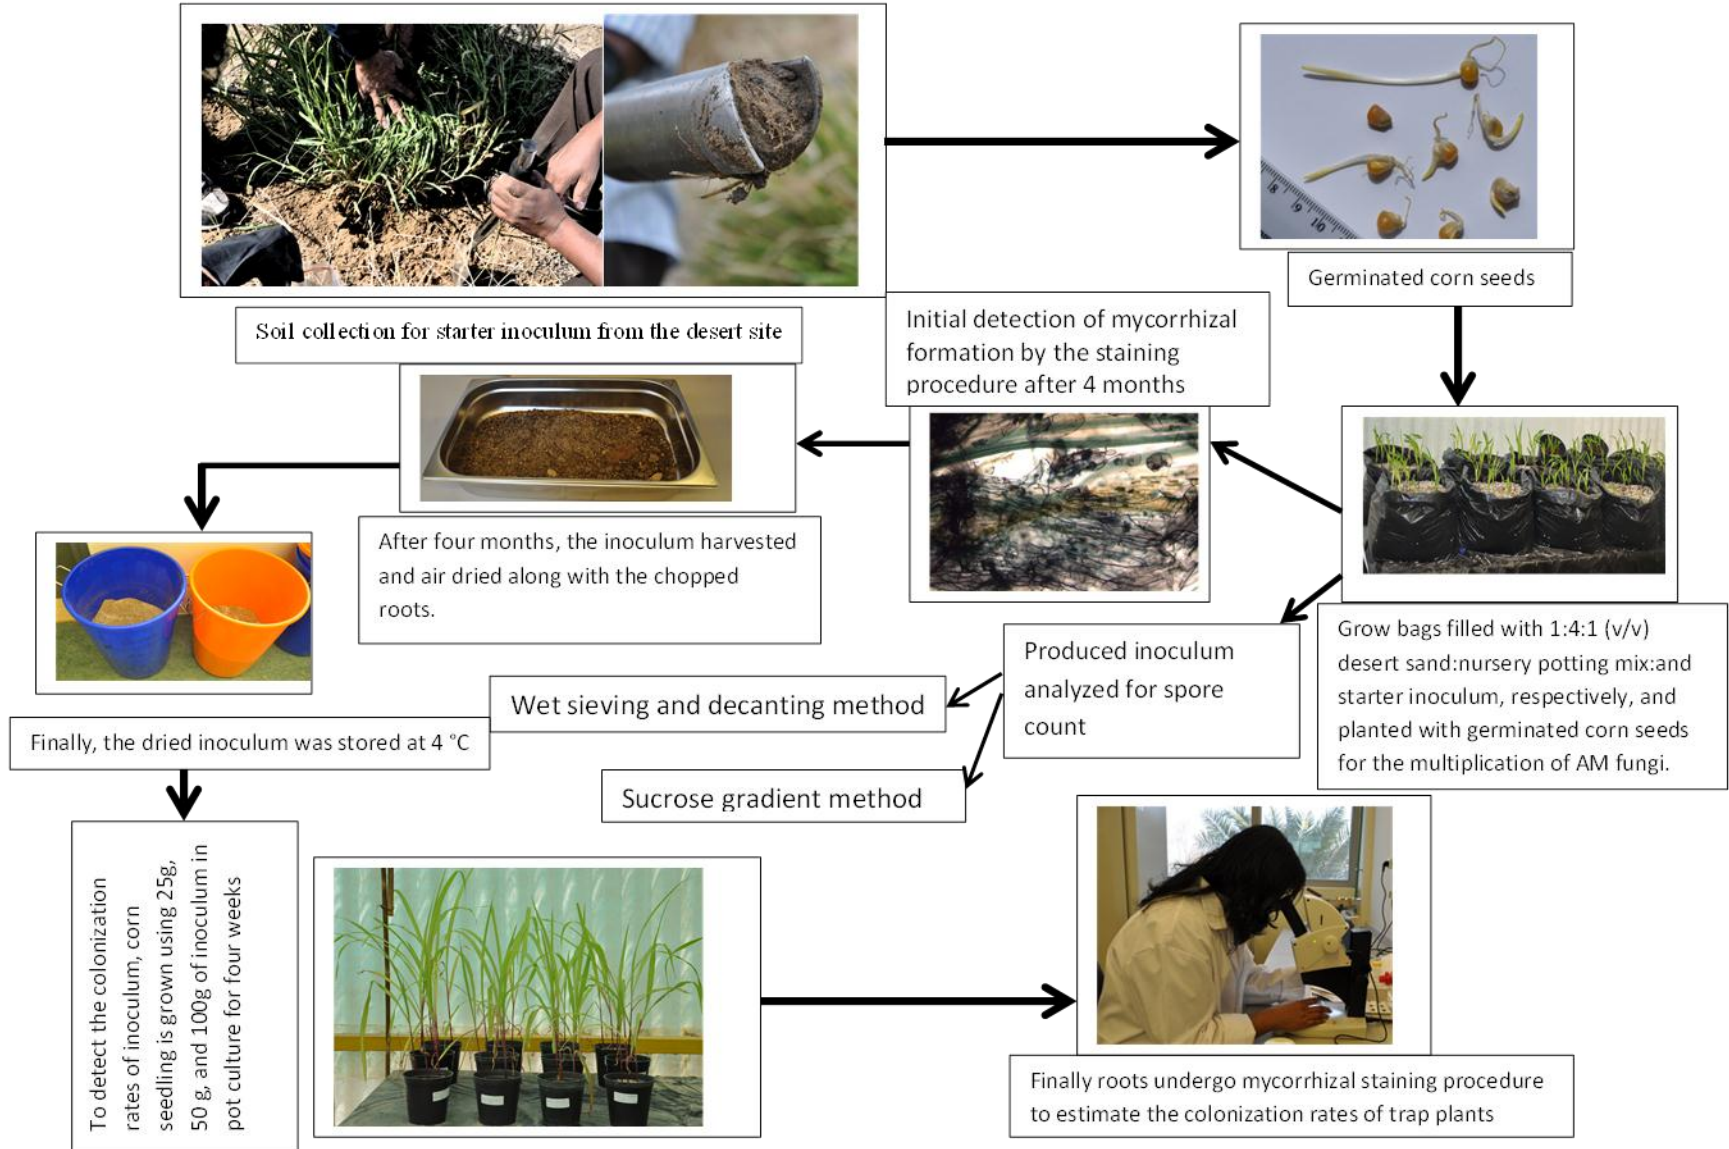 Soil collection for starter inoculum from the desert site
8
9
10
Germinated corn seeds
Initial detection of mycorrhizal
formation by the staining
procedure after 4 months
Grow bags filled with 1:4:1 (v/v)
desert sand:nursery potting mix:and
starter inoculum, respectively, and
planted with germinated corn seeds
for the multiplication of AM fungi.
After four months, the inoculum harvested
and air dried along with the chopped
roots.
Produced inoculum
analyzed for spore
count
Wet sieving and decanting method
Sucrose gradient method
Finally, the dried inoculum was stored at 4 °C
To detect the colonization
rates of inoculum, corn
seedling is grown using 25g,
50 g, and 100g of inoculum in
pot culture for four weeks
Finally roots undergo mycorrhizal staining procedure
to estimate the colonization rates of trap plants